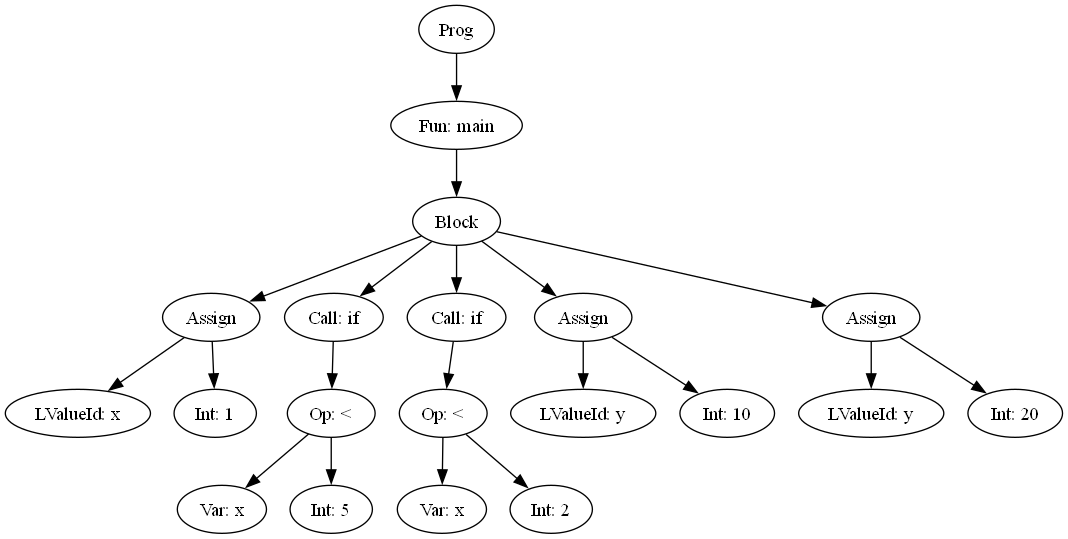 Prog
Fun: main
Block
Assign
Call: if
Call: if
Assign
Assign
LValueId: x
Int: 1
Op: <
Op: <
LValueId: y
Int: 10
LValueId: y
Int: 20
Var: x
Int: 5
Var: x
Int: 2